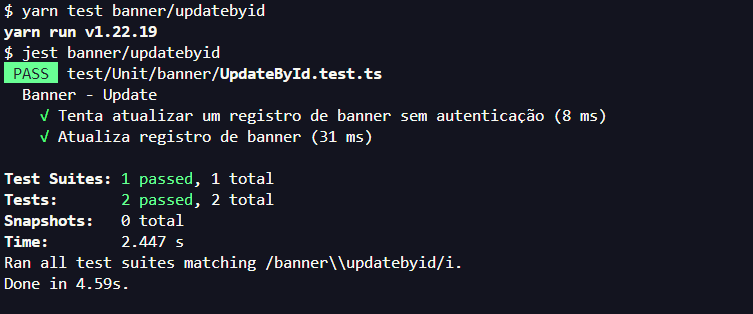 $ yarn test banner/updatebyid
yarn run v1.22.19
$ jest banner/updatebyid
PASS test/Unit/banner/UpdateById.test.ts
Banner - Update
√ Tenta atualizar um registro de banner sem autenticação (8 ms)
√ Atualiza registro de banner (31 ms)
Test Suites: 1 passed, 1 total
Tests: 2 passed, 2 total
Snapshots: 0 total
Time: 2.447 s
Ran all test suites matching /banner\\updatebyid/i.
Done in 4.59s.